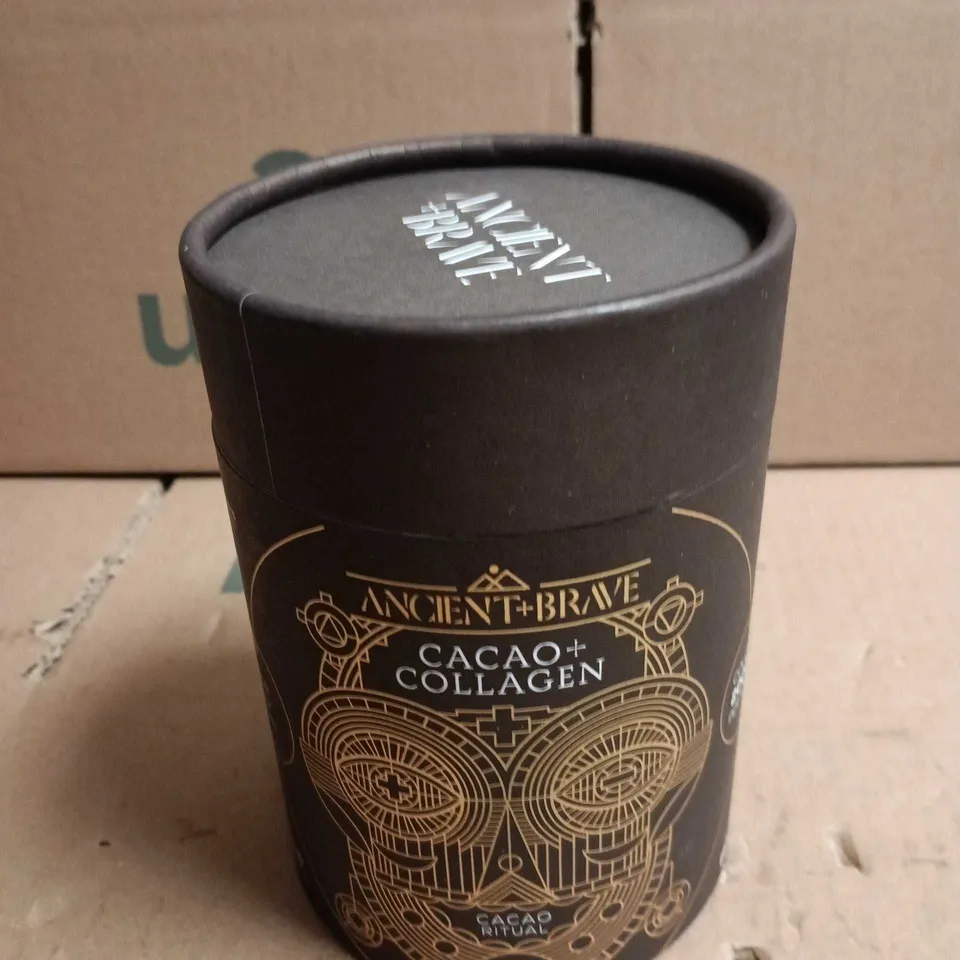 ANCIENT
+BRAVE
ANCIENT+BRAVE
CACAO+
COLLAGEN
CACAO
RITUAL